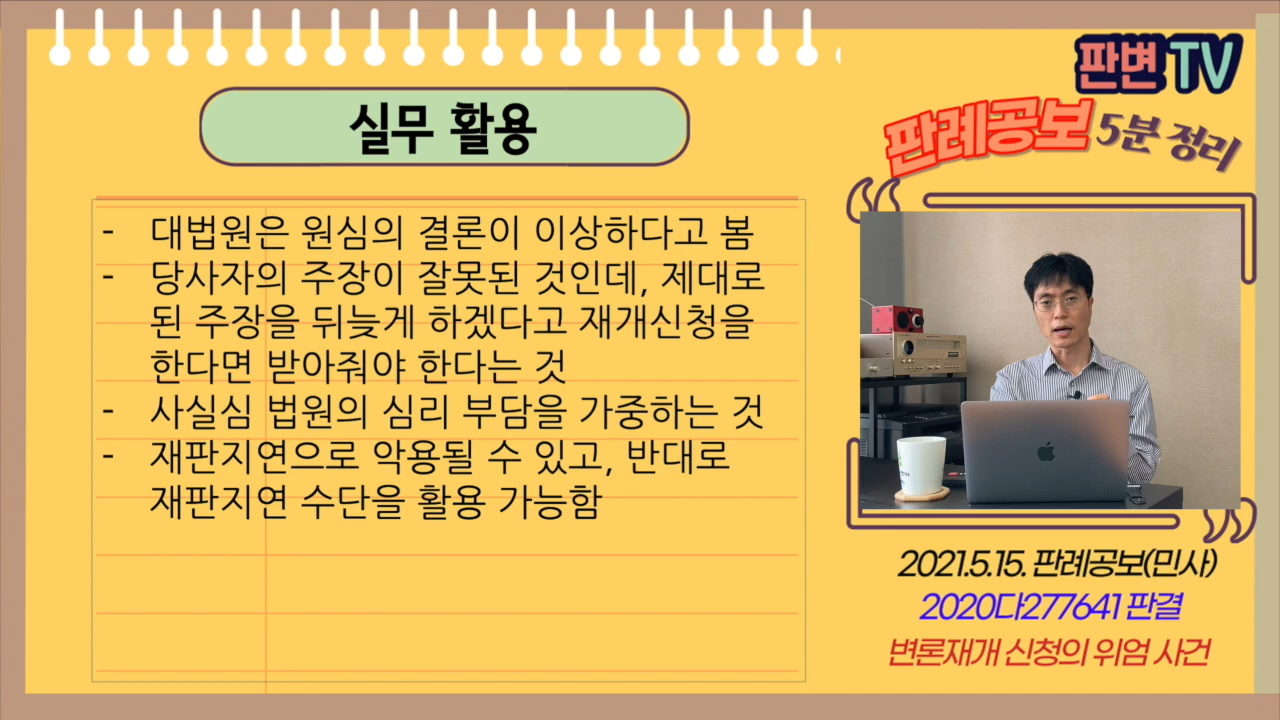 판변 TV
판례공보 5분 정리
실무 활용
- 대법원은 원심의 결론이 이상하다고 봄
- 당사자의 주장이 잘못된 것인데, 제대로
된 주장을 뒤늦게 하겠다고 재개신청을
한다면 받아줘야 한다는 것
- 사실심 법원의 심리 부담을 가중하는 것
- 재판지연으로 악용될 수 있고, 반대로
재판지연 수단을 활용 가능함
2021.5.15. 판례공보(민사)
2020다277641 판결
변론재개 신청의 위엄 사건